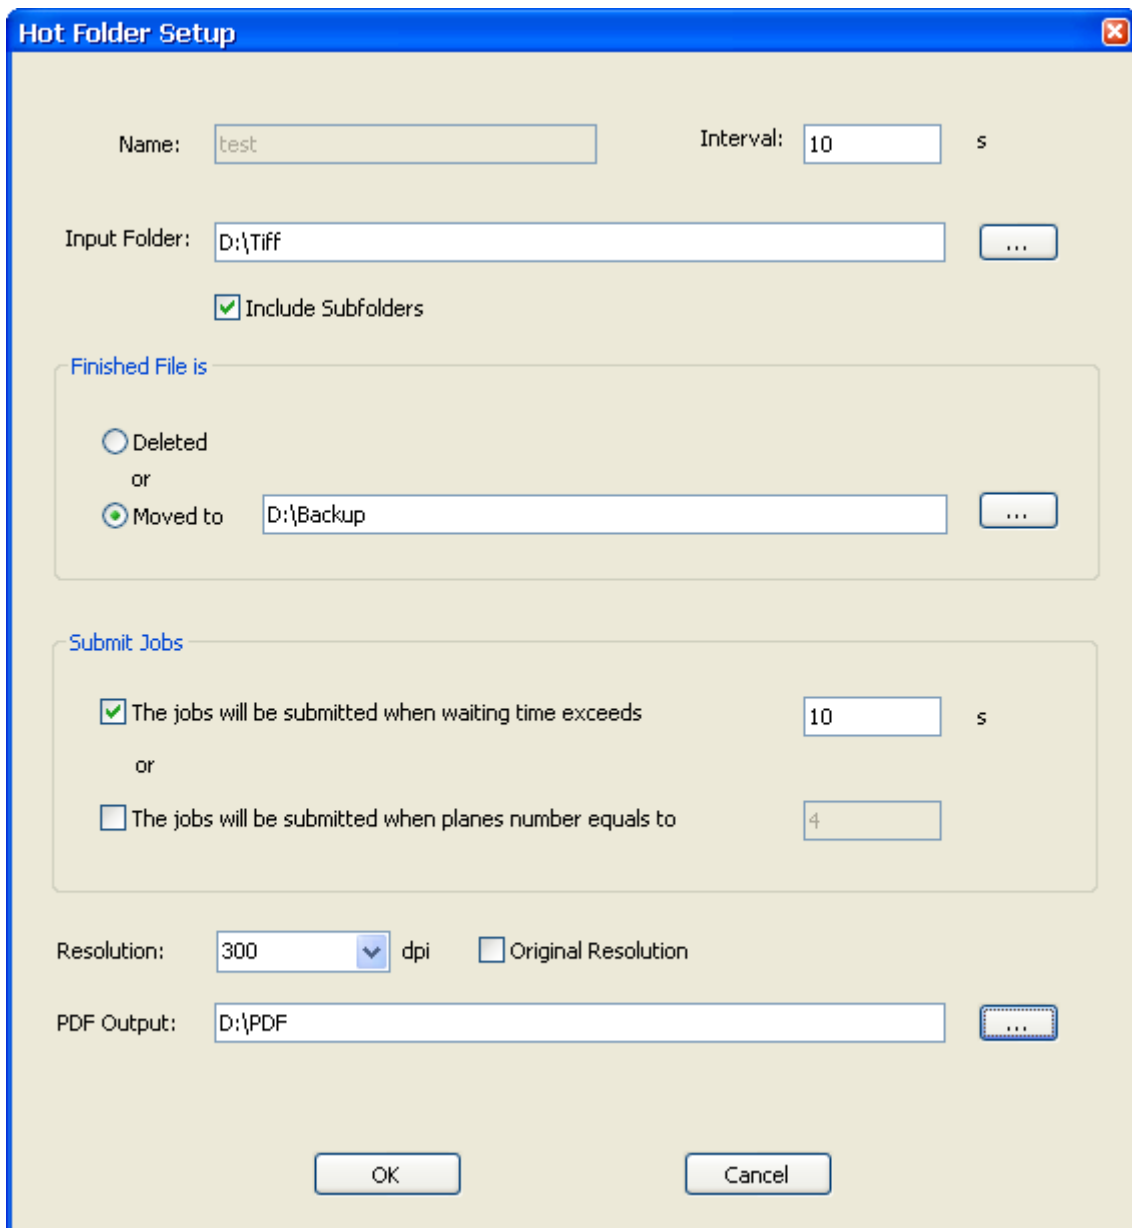 Hot Folder Setup
Name: test Interval: 10 s
Input Folder: D:\Tiff ...
Include Subfolders
Finished File is
Deleted
or
Moved to D:\Backup ...
Submit Jobs
The jobs will be submitted when waiting time exceeds 10 s
or
The jobs will be submitted when planes number equals to 4
Resolution: 300 dpi Original Resolution
PDF Output: D:\PDF ...
OK Cancel